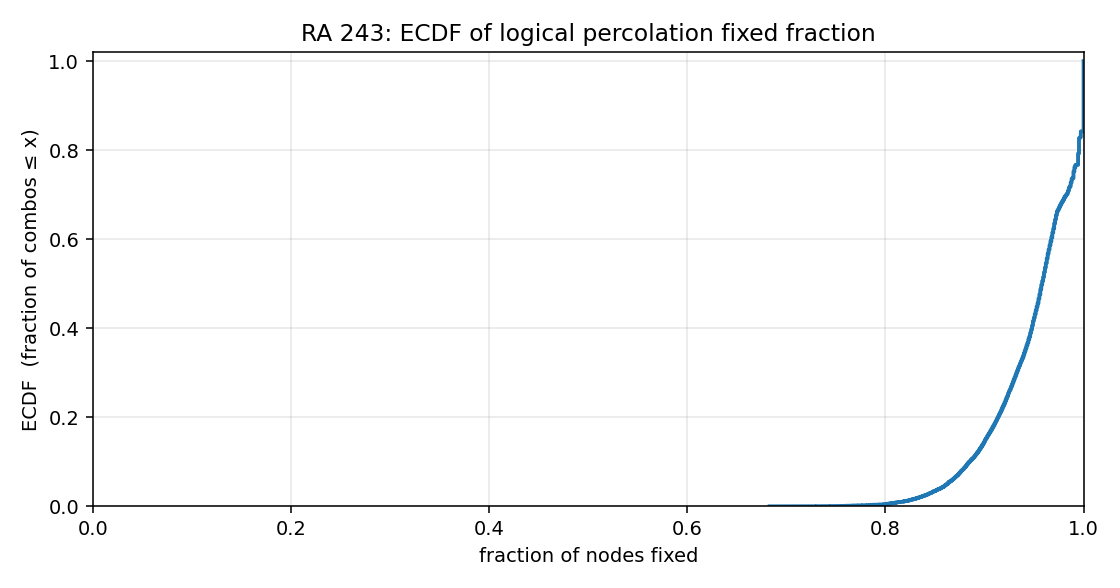 RA 243: ECDF of logical percolation fixed fraction
ECDF  (fraction of combos ≤ x)
1.0
0.8
0.6
0.4
0.2
0.0
0.0 0.2 0.4 0.6 0.8 1.0
fraction of nodes fixed